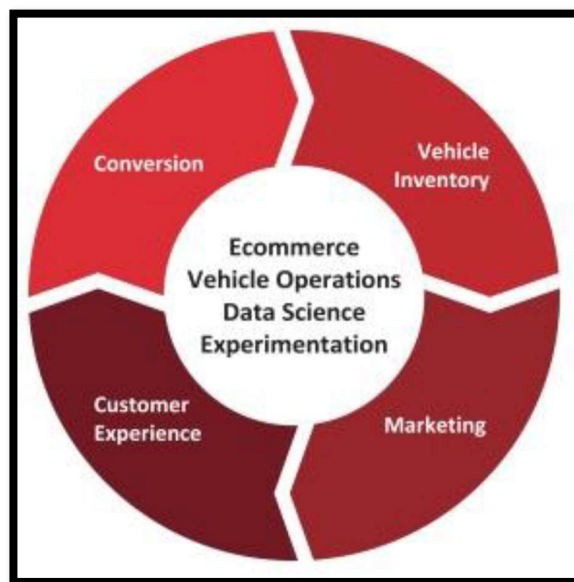 Conversion
Vehicle
Inventory
Ecommerce
Vehicle Operations
Data Science
Experimentation
Customer
Experience
Marketing